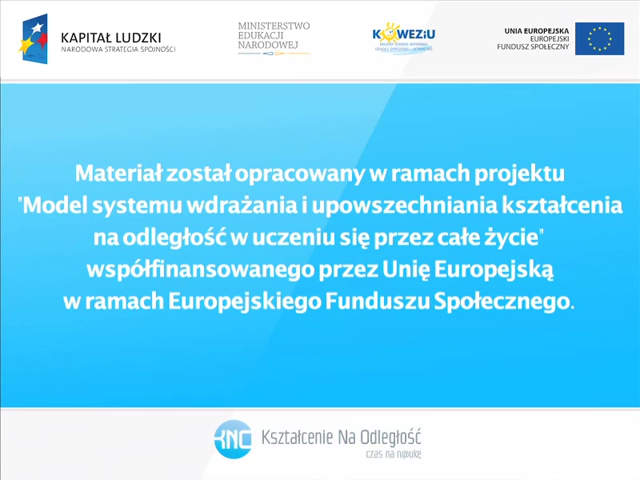 KAPITAŁ LUDZKI
NARODOWA STRATEGIA SPÓJNOŚCI
MINISTERSTWO
EDUKACJI
NARODOWEJ
KOWEZiU
UNIA EUROPEJSKA
EUROPEJSKI
FUNDUSZ SPOŁECZNY
Materiał został opracowany w ramach projektu
"Model systemu wdrażania i upowszechniania kształcenia
na odległość w uczeniu się przez całe życie"
współfinansowanego przez Unię Europejską
w ramach Europejskiego Funduszu Społecznego.
KNO Kształcenie Na Odległość
czas na naukę